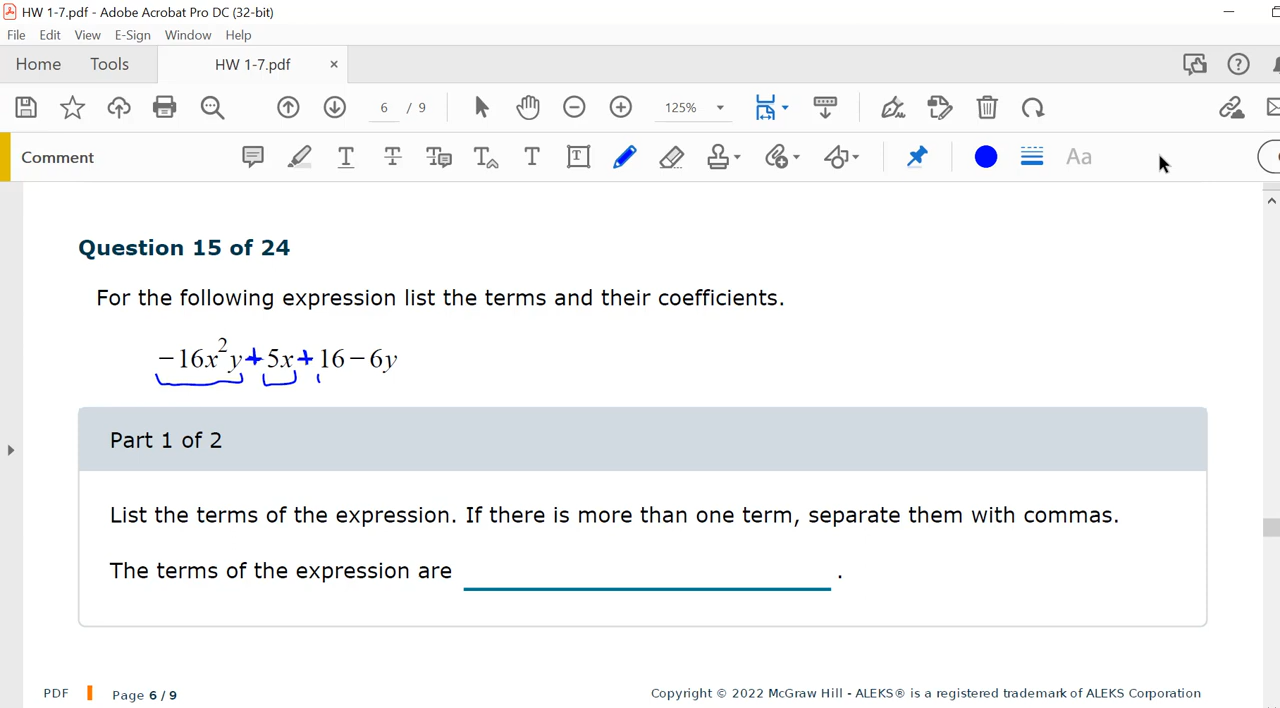 HW 1-7.pdf - Adobe Acrobat Pro DC (32-bit)
File Edit View E-Sign Window Help
Home Tools HW 1-7.pdf ×
6 / 9 125%
Comment T T T T T T Aa
Question 15 of 24
For the following expression list the terms and their coefficients.
−16x²y+5x+16−6y
Part 1 of 2
List the terms of the expression. If there is more than one term, separate them with commas.
The terms of the expression are ____________ .
PDF Page 6 / 9 Copyright © 2022 McGraw Hill - ALEKS® is a registered trademark of ALEKS Corporation